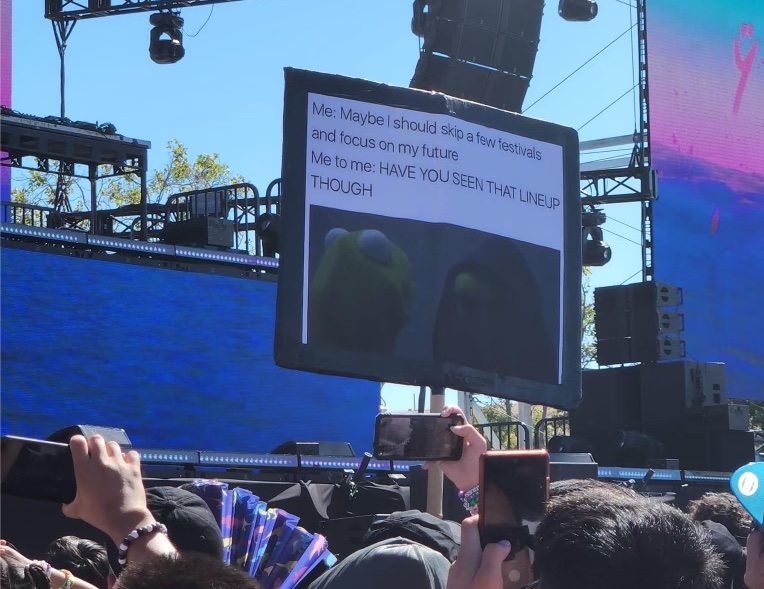 Me: Maybe I should skip a few festivals
and focus on my future
Me to me: HAVE YOU SEEN THAT LINEUP
THOUGH